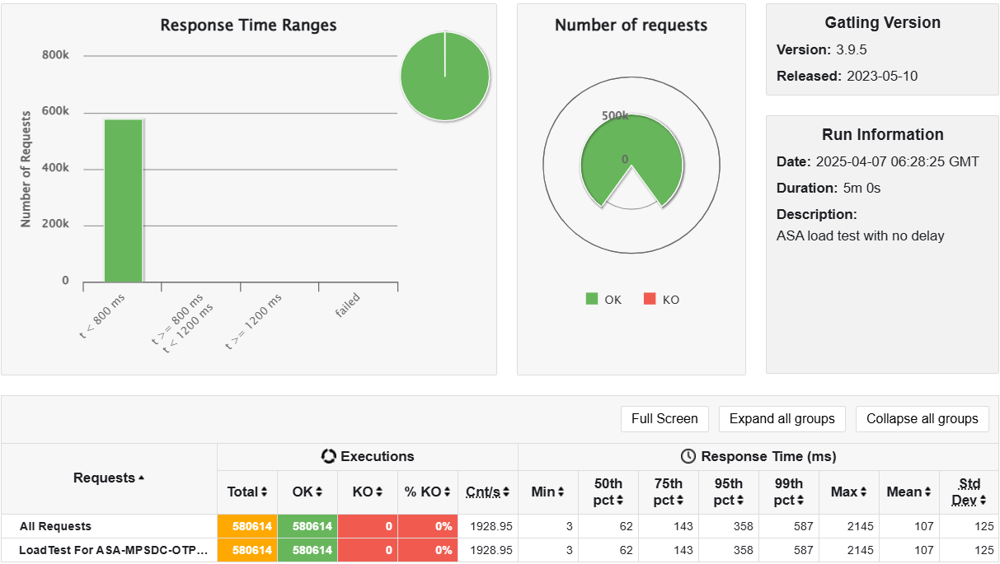 Response Time Ranges
Number of Requests
800k
600k
400k
200k
0
t < 800 ms
t >= 800 ms
t < 1200 ms
t >= 1200 ms
failed
Number of requests
500k
0
OK KO
Gatling Version
Version: 3.9.5
Released: 2023-05-10
Run Information
Date: 2025-04-07 06:28:25 GMT
Duration: 5m 0s
Description:
ASA load test with no delay
Full Screen Expand all groups Collapse all groups
Requests Executions Response Time (ms)
Total OK KO % KO Cnt/s Min 50th pct 75th pct 95th pct 99th pct Max Mean Std Dev
All Requests 580614 580614 0 0% 1928.95 3 62 143 358 587 2145 107 125
LoadTest For ASA-MPSDC-OTP... 580614 580614 0 0% 1928.95 3 62 143 358 587 2145 107 125